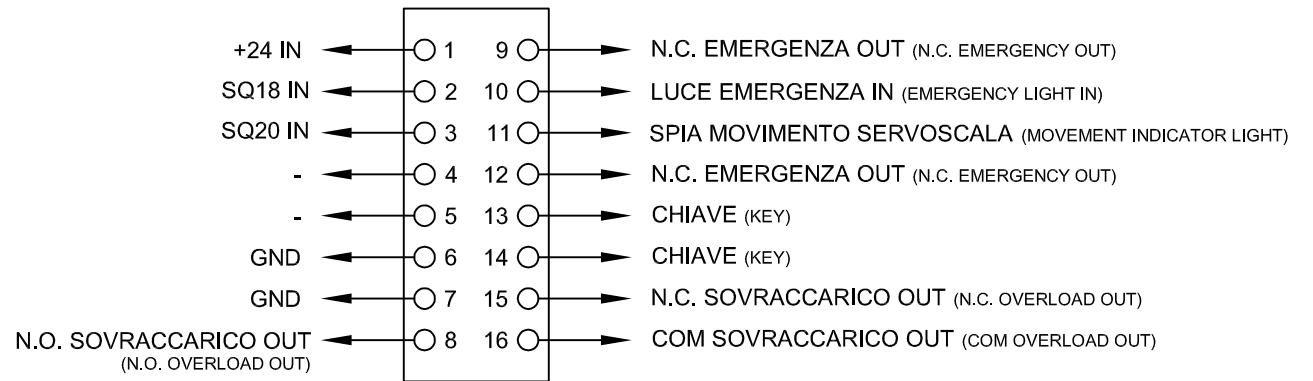 +24 IN 1 9 N.C. EMERGENZA OUT (N.C. EMERGENCY OUT)
SQ18 IN 2 10 LUCE EMERGENZA IN (EMERGENCY LIGHT IN)
SQ20 IN 3 11 SPIA MOVIMENTO SERVOSCALA (MOVEMENT INDICATOR LIGHT)
- 4 12 N.C. EMERGENZA OUT (N.C. EMERGENCY OUT)
- 5 13 CHIAVE (KEY)
GND 6 14 CHIAVE (KEY)
GND 7 15 N.C. SOVRACCARICO OUT (N.C. OVERLOAD OUT)
N.O. SOVRACCARICO OUT 8 16 COM SOVRACCARICO OUT (COM OVERLOAD OUT)
(N.O. OVERLOAD OUT)